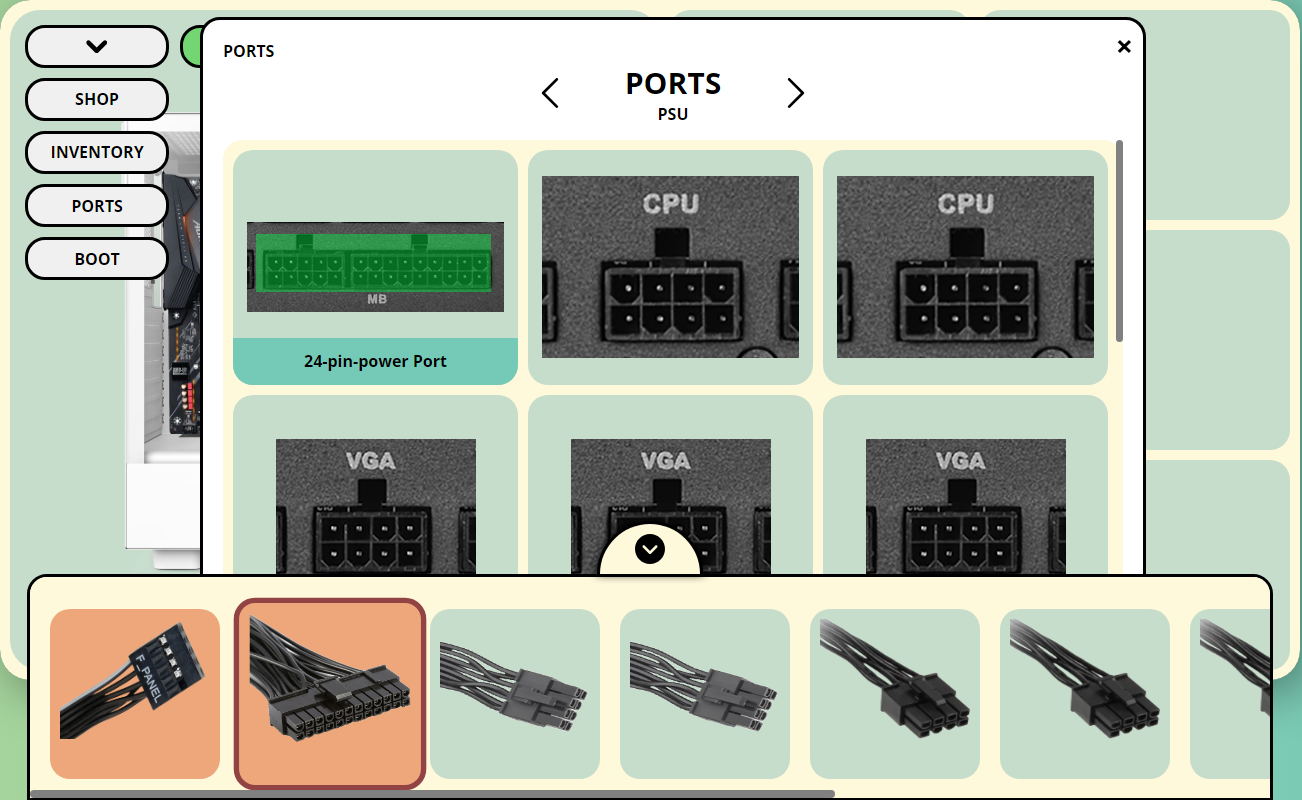 PORTS
SHOP
INVENTORY
PORTS
BOOT
PORTS
PSU
MB
24-pin-power Port
CPU
CPU
VGA
VGA
VGA
F_PANEL